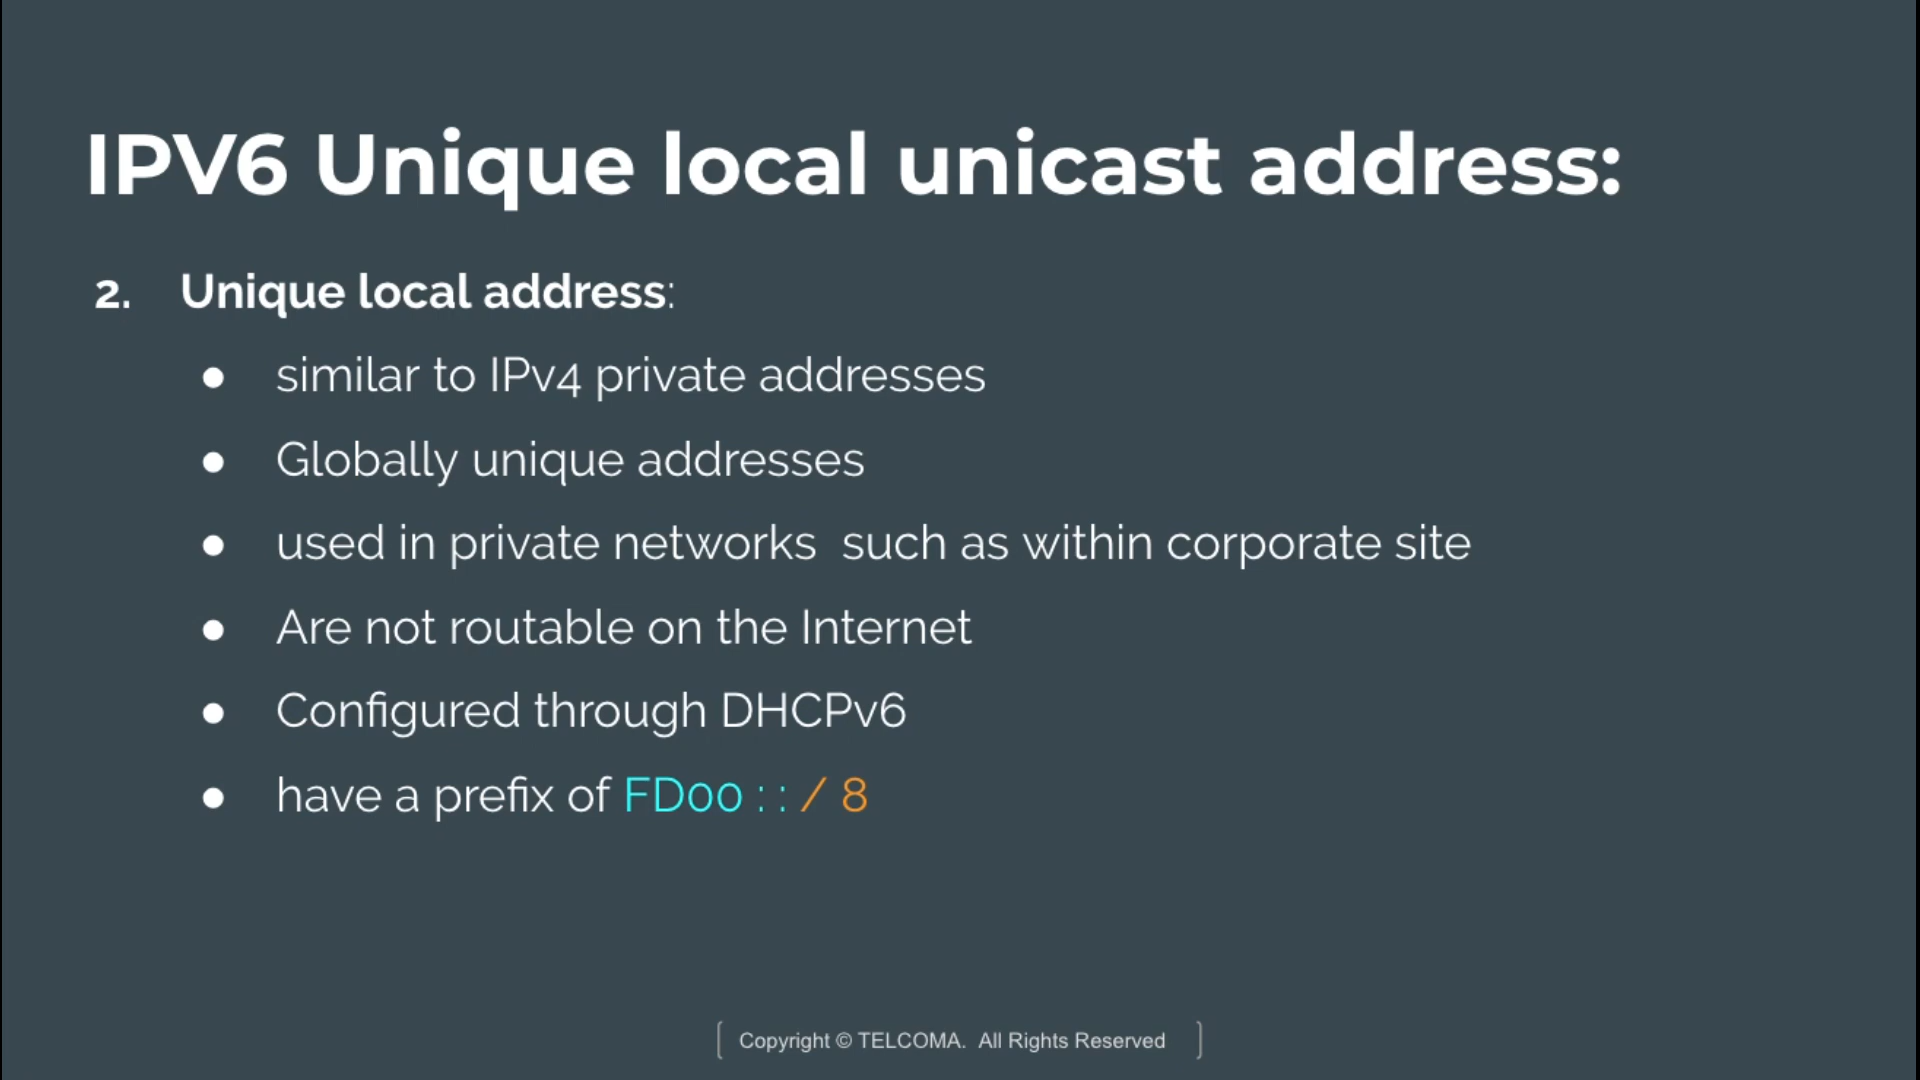 IPV6 Unique local unicast address:
2. Unique local address:
● similar to IPv4 private addresses
● Globally unique addresses
● used in private networks  such as within corporate site
● Are not routable on the Internet
● Configured through DHCPv6
● have a prefix of FD00 : : / 8
[ Copyright © TELCOMA.  All Rights Reserved ]